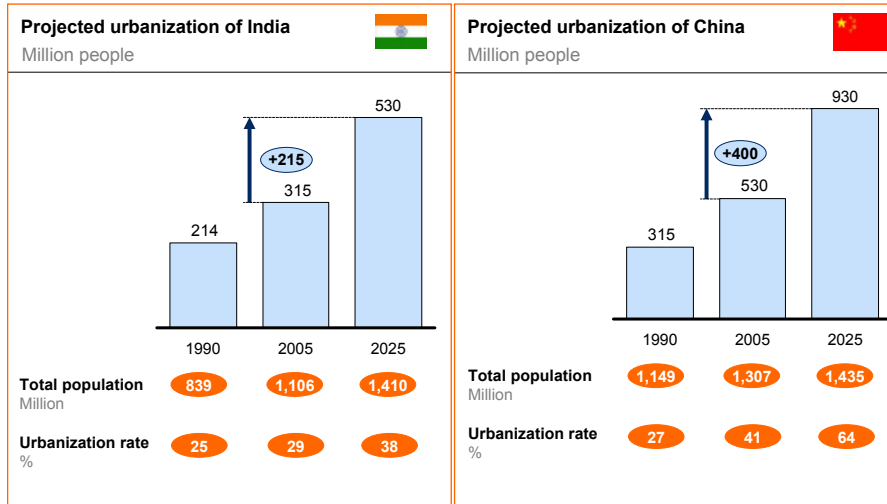 Projected urbanization of India
Million people
530
+215
315
214
1990 2005 2025
Total population 839 1,106 1,410
Million
Urbanization rate 25 29 38
%
Projected urbanization of China
Million people
930
+400
530
315
1990 2005 2025
Total population 1,149 1,307 1,435
Million
Urbanization rate 27 41 64
%